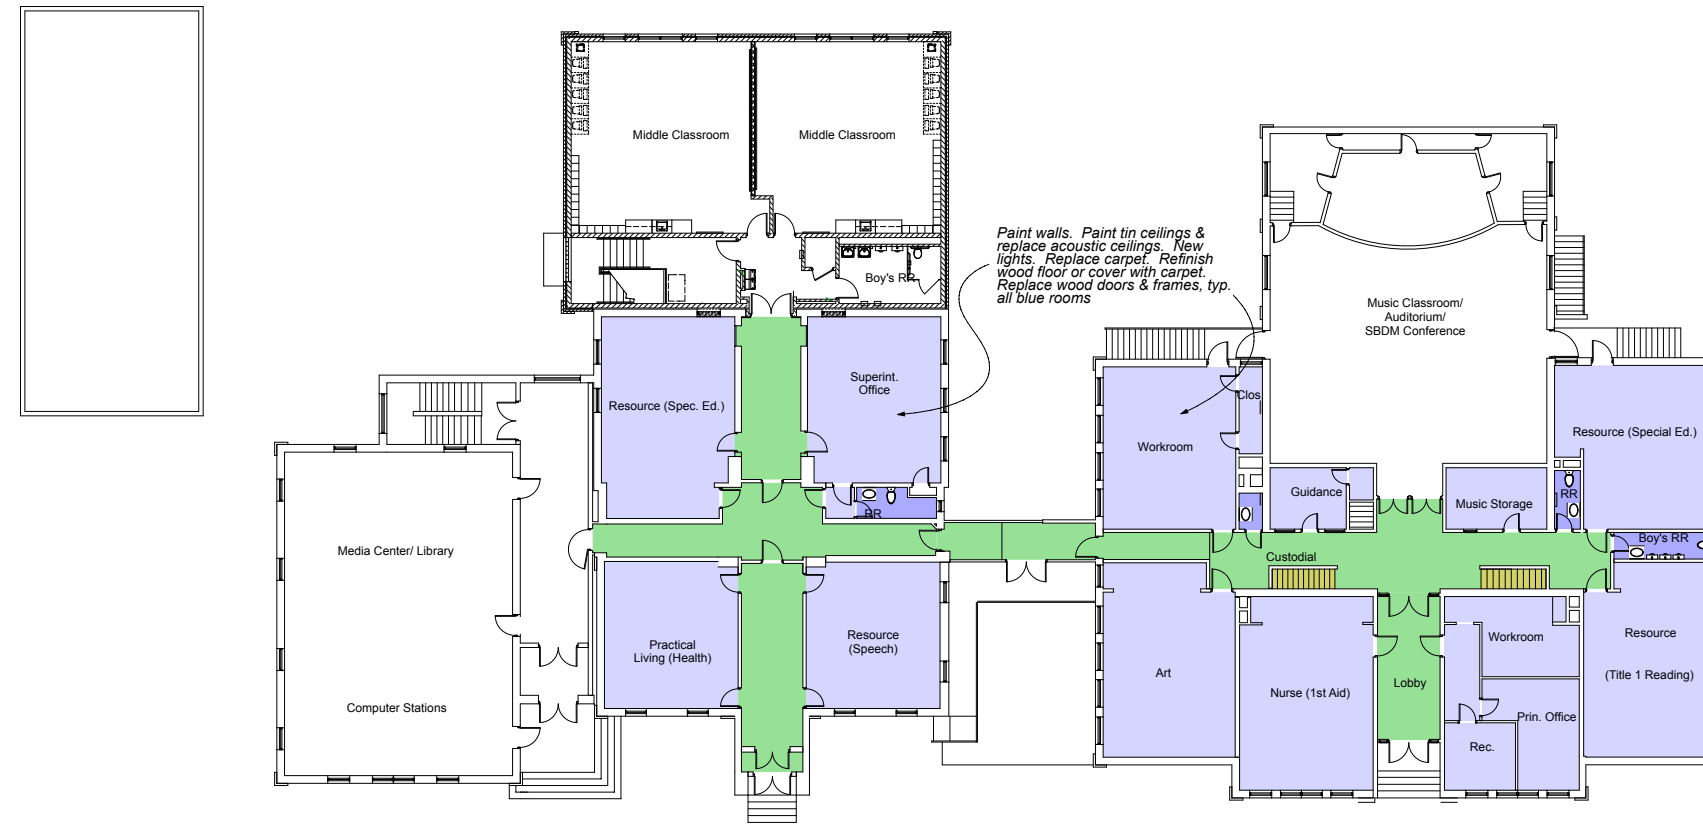 Middle Classroom
Middle Classroom
Boy's RR
Paint walls. Paint tin ceilings &
replace acoustic ceilings. New
lights. Replace carpet. Refinish
wood floor or cover with carpet.
Replace wood doors & frames, typ.
all blue rooms
Music Classroom/
Auditorium/
SBDM Conference
Resource (Spec. Ed.)
Superint.
Office
Clos.
Workroom
Resource (Special Ed.)
Guidance
Music Storage
RR
RR
Media Center/ Library
Custodial
Boy's RR
Practical
Living (Health)
Resource
(Speech)
Workroom
Resource
(Title 1 Reading)
Art
Nurse (1st Aid)
Lobby
Computer Stations
Prin. Office
Rec.